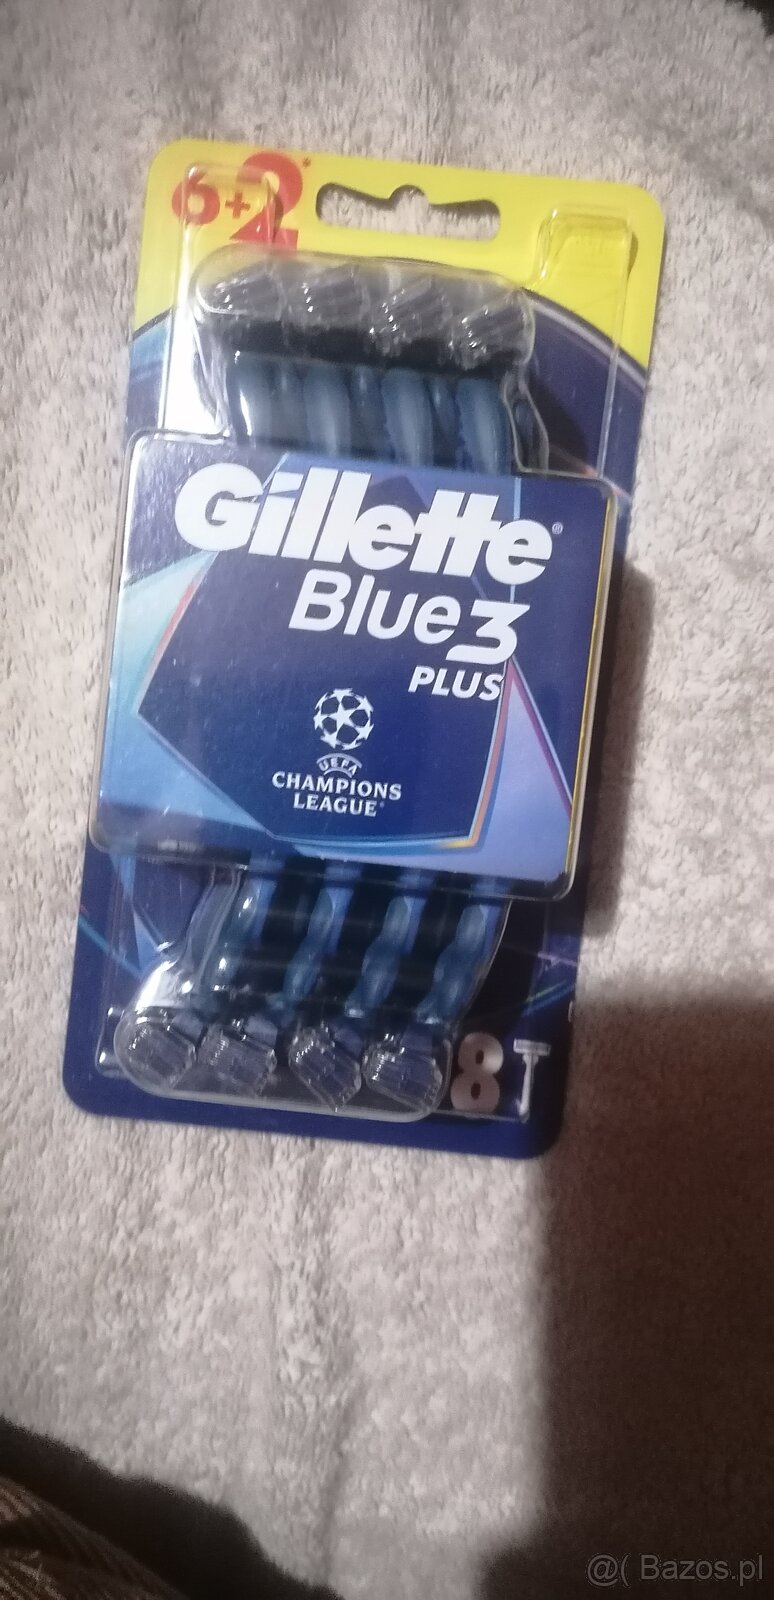 6+2*
Gillette®
Blue3
PLUS
UEFA
CHAMPIONS
LEAGUE®
8
@( Bazos.pl